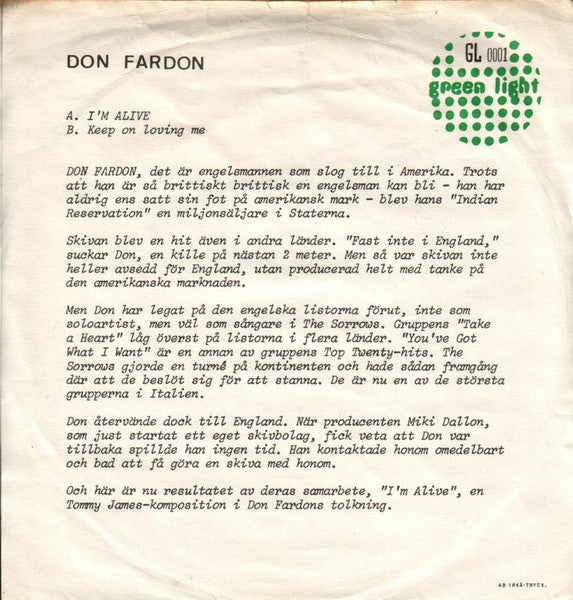 DON FARDON
GL 0001
green light
A. I'M ALIVE
B. Keep on loving me
DON FARDON, det är engelsmannen som slog till i Amerika. Trots
att han är så brittiskt brittisk en engelsman kan bli - han har
aldrig ens satt sin fot på amerikansk mark - blev hans "Indian
Reservation" en miljonsäljare i Staterna.
Skivan blev en hit även i andra länder. "Fast inte i England,"
suckar Don, en kille på nästan 2 meter. Men så var skivan inte
heller avsedd för England, utan producerad helt med tanke på
den amerikanska marknaden.
Men Don har legat på den engelska listorna förut, inte som
soloartist, men väl som sångare i The Sorrows. Gruppens "Take
a Heart" låg överst på listorna i flera länder. "You've Got
What I Want" är en annan av gruppens Top Twenty-hits. The
Sorrows gjorde en turné på kontinenten och hade sådan framgång
där att de beslöt sig för att stanna. De är nu en av de största
grupperna i Italien.
Don återvände dock till England. När producenten Miki Dallon,
som just startat ett eget skivbolag, fick veta att Don var
tillbaka spillde han ingen tid. Han kontaktade honom omedelbart
och bad att få göra en skiva med honom.
Och här är nu resultatet av deras samarbete, "I'm Alive", en
Tommy James-komposition i Don Fardons tolkning.
AB IRKÅ-TRYCK.